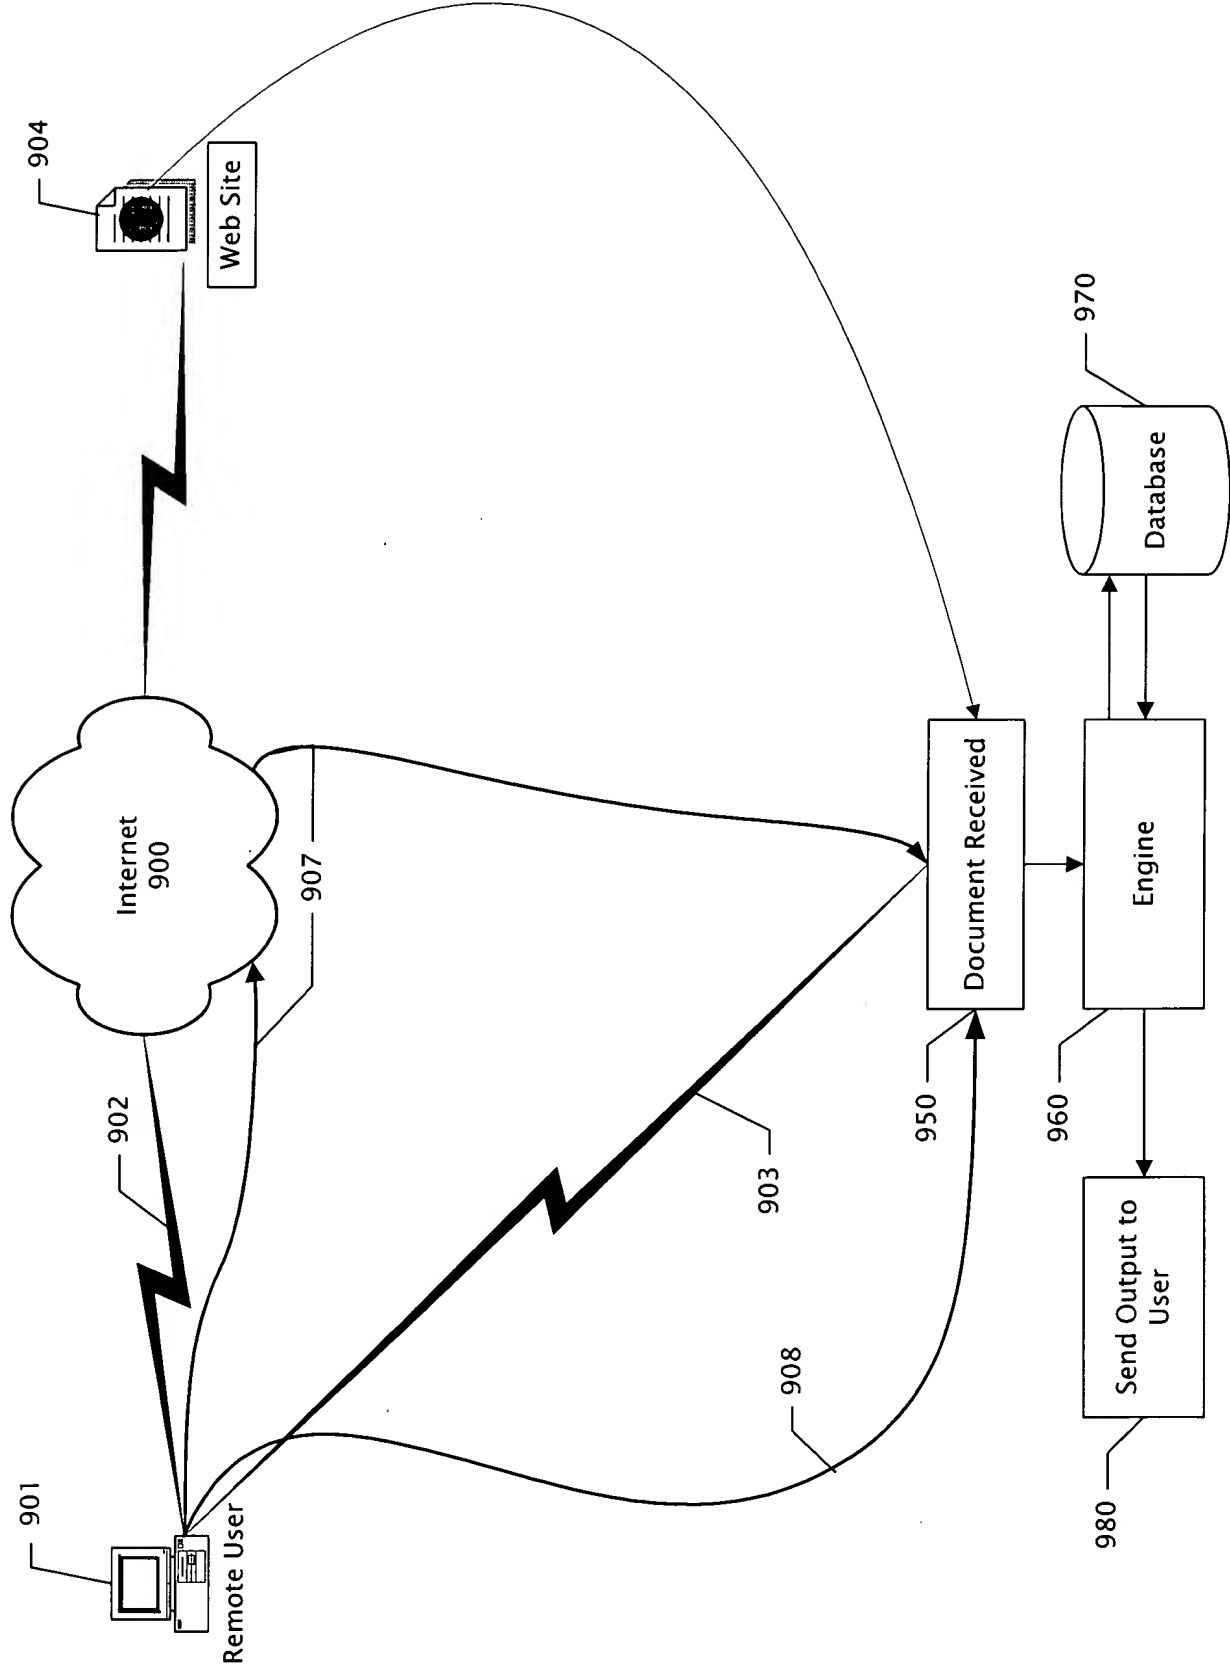 901
Remote User
902
Internet
900
907
904
Web Site
903
908
950
Document Received
960
Engine
970
Database
980
Send Output to
User